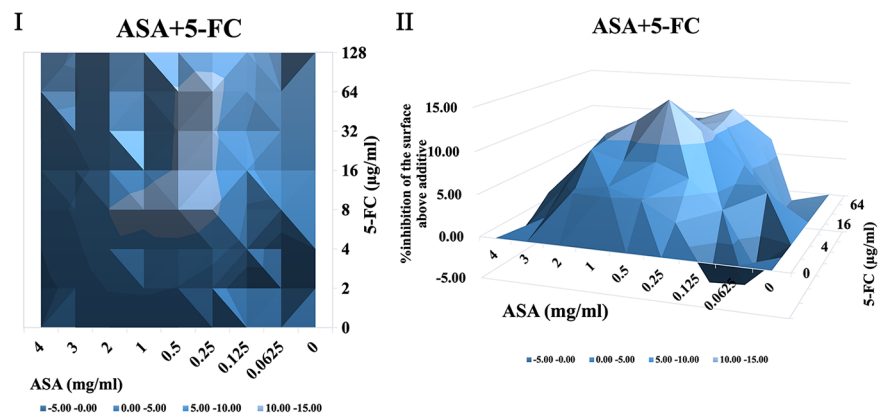 I
ASA+5-FC
128
64
32
16
8
4
2
0
5-FC (µg/ml)
4
3
2
1
0.5
0.25
0.125
0.0625
0
ASA (mg/ml)
-5.00 -0.00 0.00 -5.00 5.00 -10.00 10.00 -15.00
II
ASA+5-FC
15.00
10.00
5.00
0.00
-5.00
%inhibition of the surface
above additive
4
3
2
1
0.5
0.25
0.125
0.0625
0
ASA (mg/ml)
64
16
4
0
5-FC (µg/ml)
-5.00 -0.00 0.00 -5.00 5.00 -10.00 10.00 -15.00